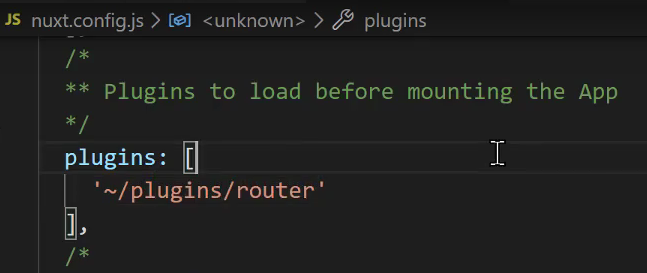 JS nuxt.config.js > <unknown> > plugins
/*
** Plugins to load before mounting the App
*/
plugins: [
'~/plugins/router'
],
/*